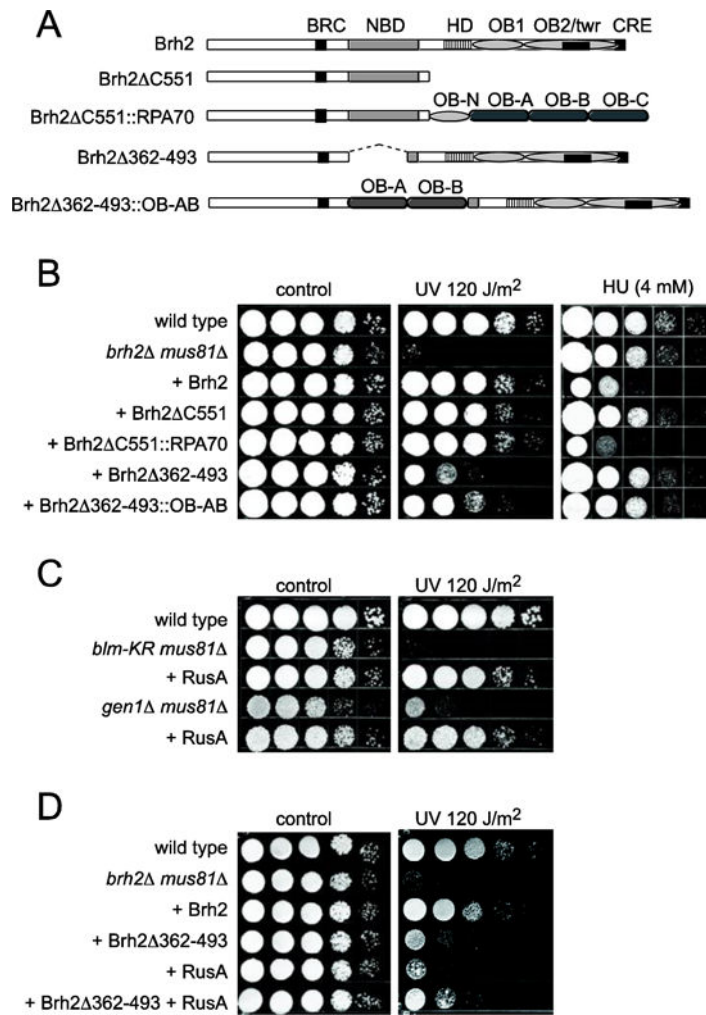 A
BRC NBD HD OB1 OB2/twr CRE
Brh2
Brh2ΔC551
OB-N OB-A OB-B OB-C
Brh2ΔC551::RPA70
Brh2Δ362-493
OB-A OB-B
Brh2Δ362-493::OB-AB
B
control UV 120 J/m² HU (4 mM)
wild type
brh2Δ mus81Δ
+ Brh2
+ Brh2ΔC551
+ Brh2ΔC551::RPA70
+ Brh2Δ362-493
+ Brh2Δ362-493::OB-AB
C
control UV 120 J/m²
wild type
blm-KR mus81Δ
+ RusA
gen1Δ mus81Δ
+ RusA
D
control UV 120 J/m²
wild type
brh2Δ mus81Δ
+ Brh2
+ Brh2Δ362-493
+ RusA
+ Brh2Δ362-493 + RusA